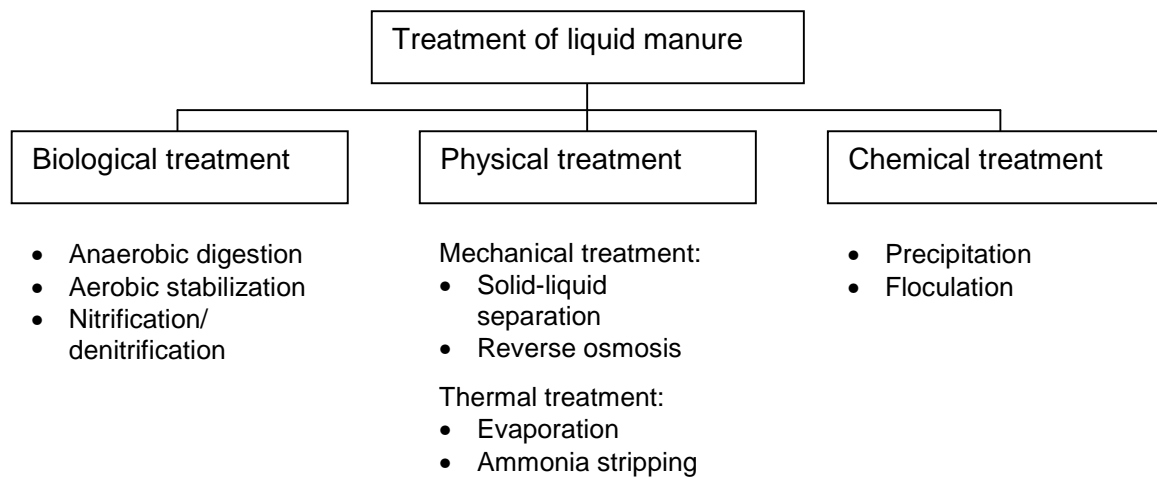 Treatment of liquid manure
Biological treatment
Physical treatment
Chemical treatment
• Anaerobic digestion
• Aerobic stabilization
• Nitrification/
denitrification
Mechanical treatment:
• Solid-liquid
separation
• Reverse osmosis
Thermal treatment:
• Evaporation
• Ammonia stripping
• Precipitation
• Floculation